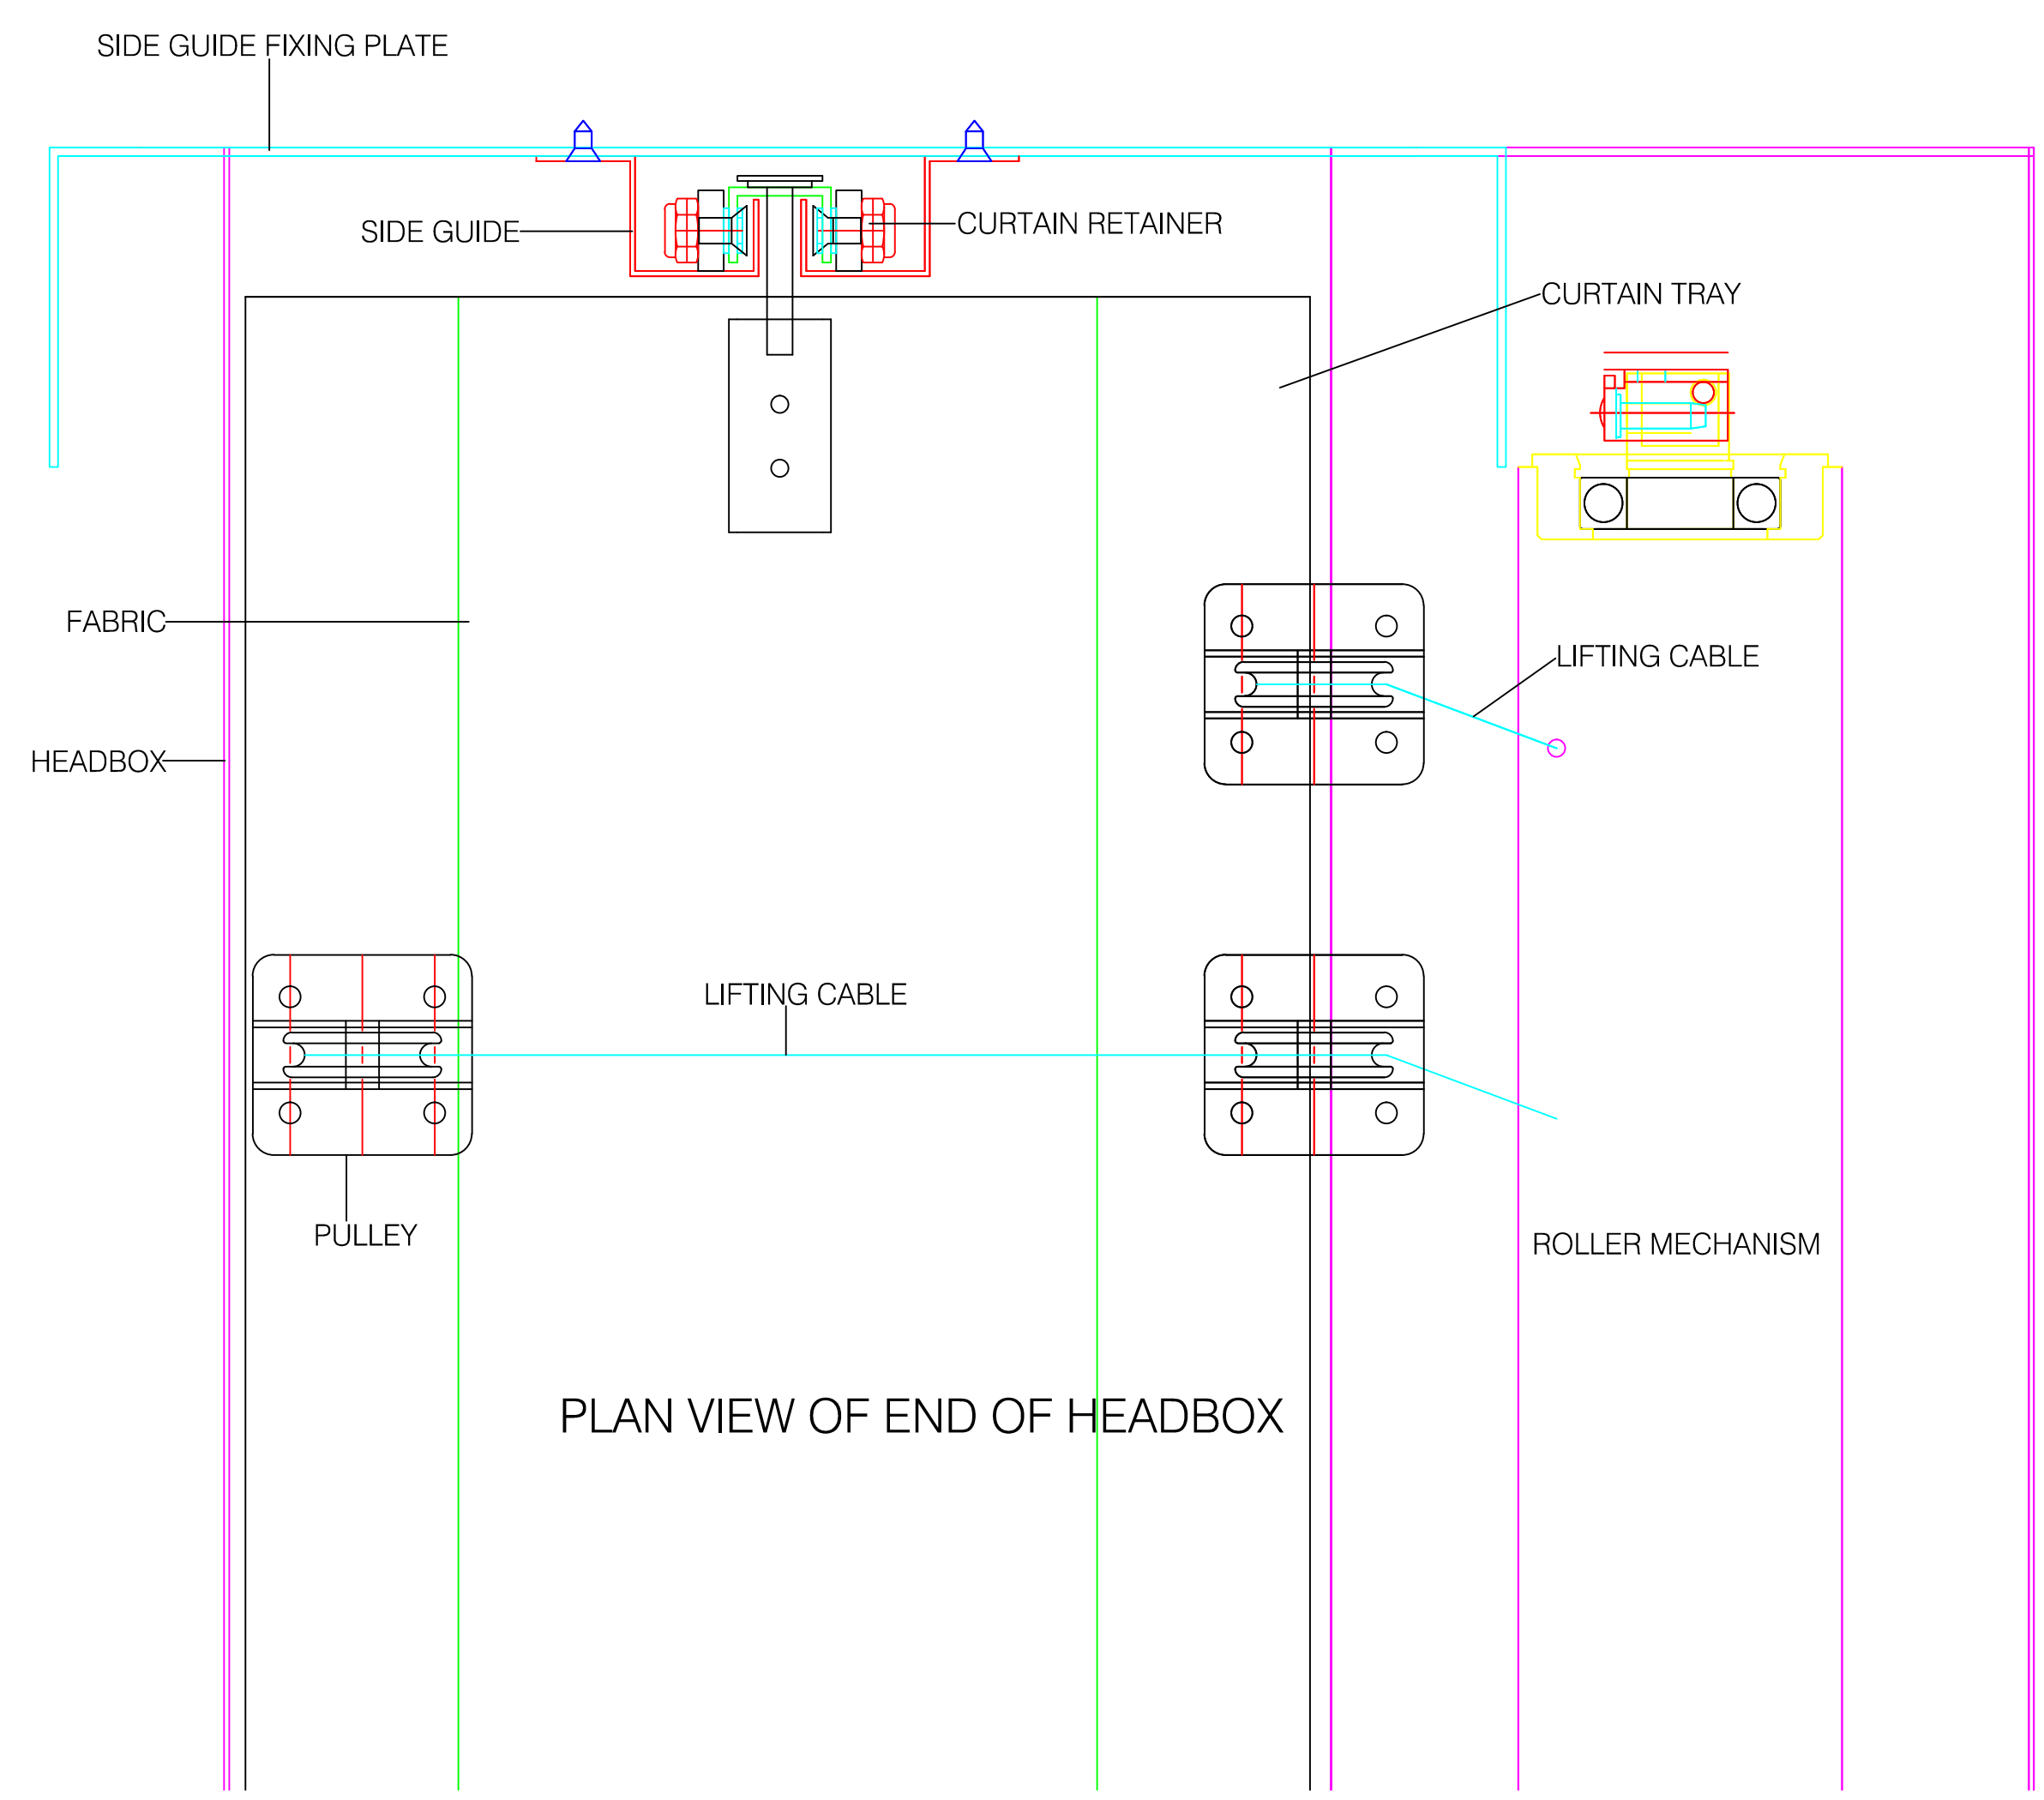 SIDE GUIDE FIXING PLATE
SIDE GUIDE
CURTAIN RETAINER
CURTAIN TRAY
FABRIC
LIFTING CABLE
HEADBOX
LIFTING CABLE
PULLEY
ROLLER MECHANISM
PLAN VIEW OF END OF HEADBOX